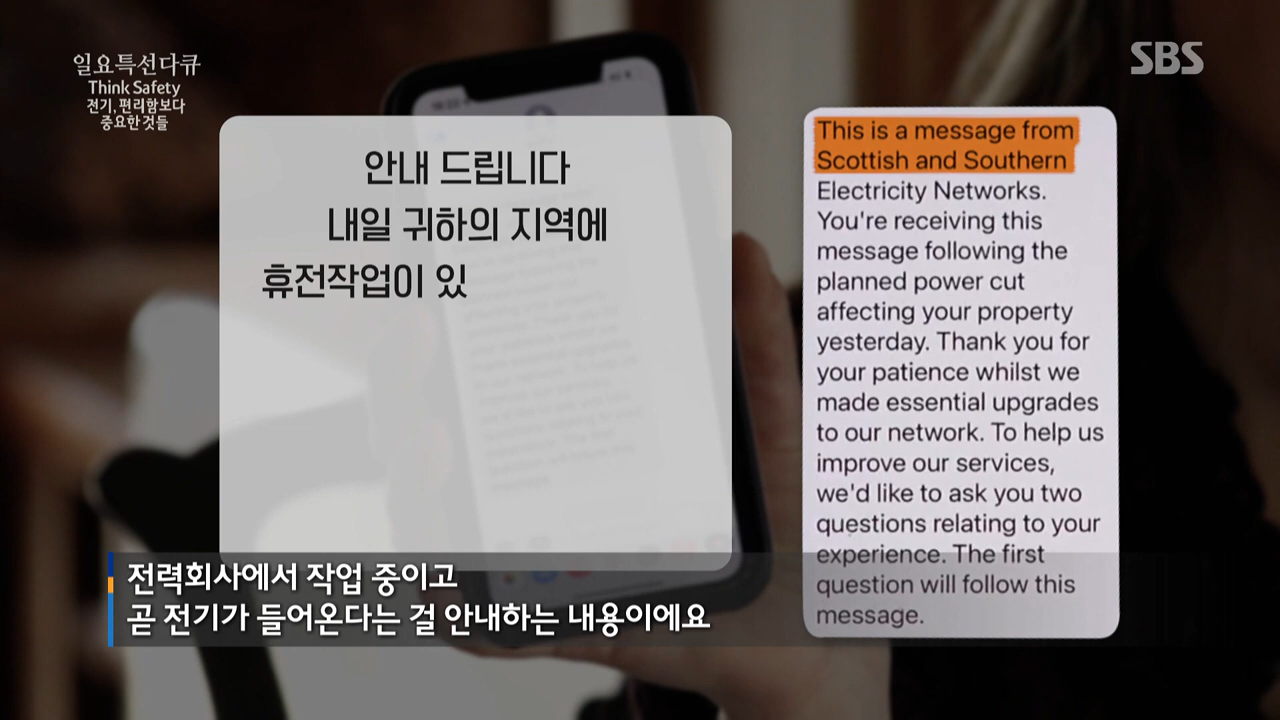 일요특선다큐
Think Safety
전기, 편리함보다
중요한 것들
SBS
안내 드립니다
내일 귀하의 지역에
휴전작업이 있
This is a message from
Scottish and Southern
Electricity Networks.
You're receiving this
message following the
planned power cut
affecting your property
yesterday. Thank you for
your patience whilst we
made essential upgrades
to our network. To help us
improve our services,
we'd like to ask you two
questions relating to your
experience. The first
question will follow this
message.
전력회사에서 작업 중이고
곧 전기가 들어온다는 걸 안내하는 내용이에요